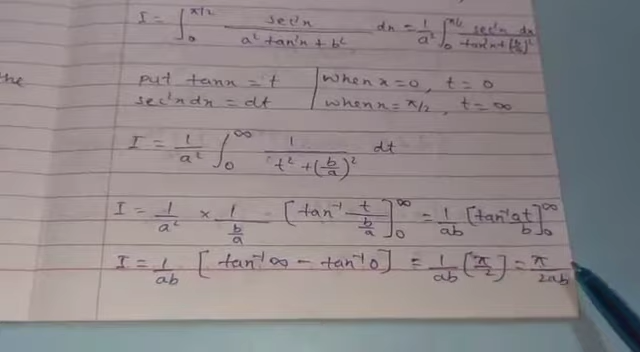 I = ∫₀^(π/2) sec²x / (a² tan²x + b²) dx = 1/a² ∫₀^(π/2) sec²x dx / (tan²x + (b/a)²)
the
put tanx = t | when x = 0, t = 0
sec²x dx = dt | when x = π/2, t = ∞
I = 1/a² ∫₀^∞ 1 / (t² + (b/a)²) dt
I = 1/a² × 1/(b/a) [tan⁻¹ t/(b/a)]₀^∞ = 1/ab [tan⁻¹ at/b]₀^∞
I = 1/ab [tan⁻¹∞ − tan⁻¹0] = 1/ab [π/2] = π/2ab